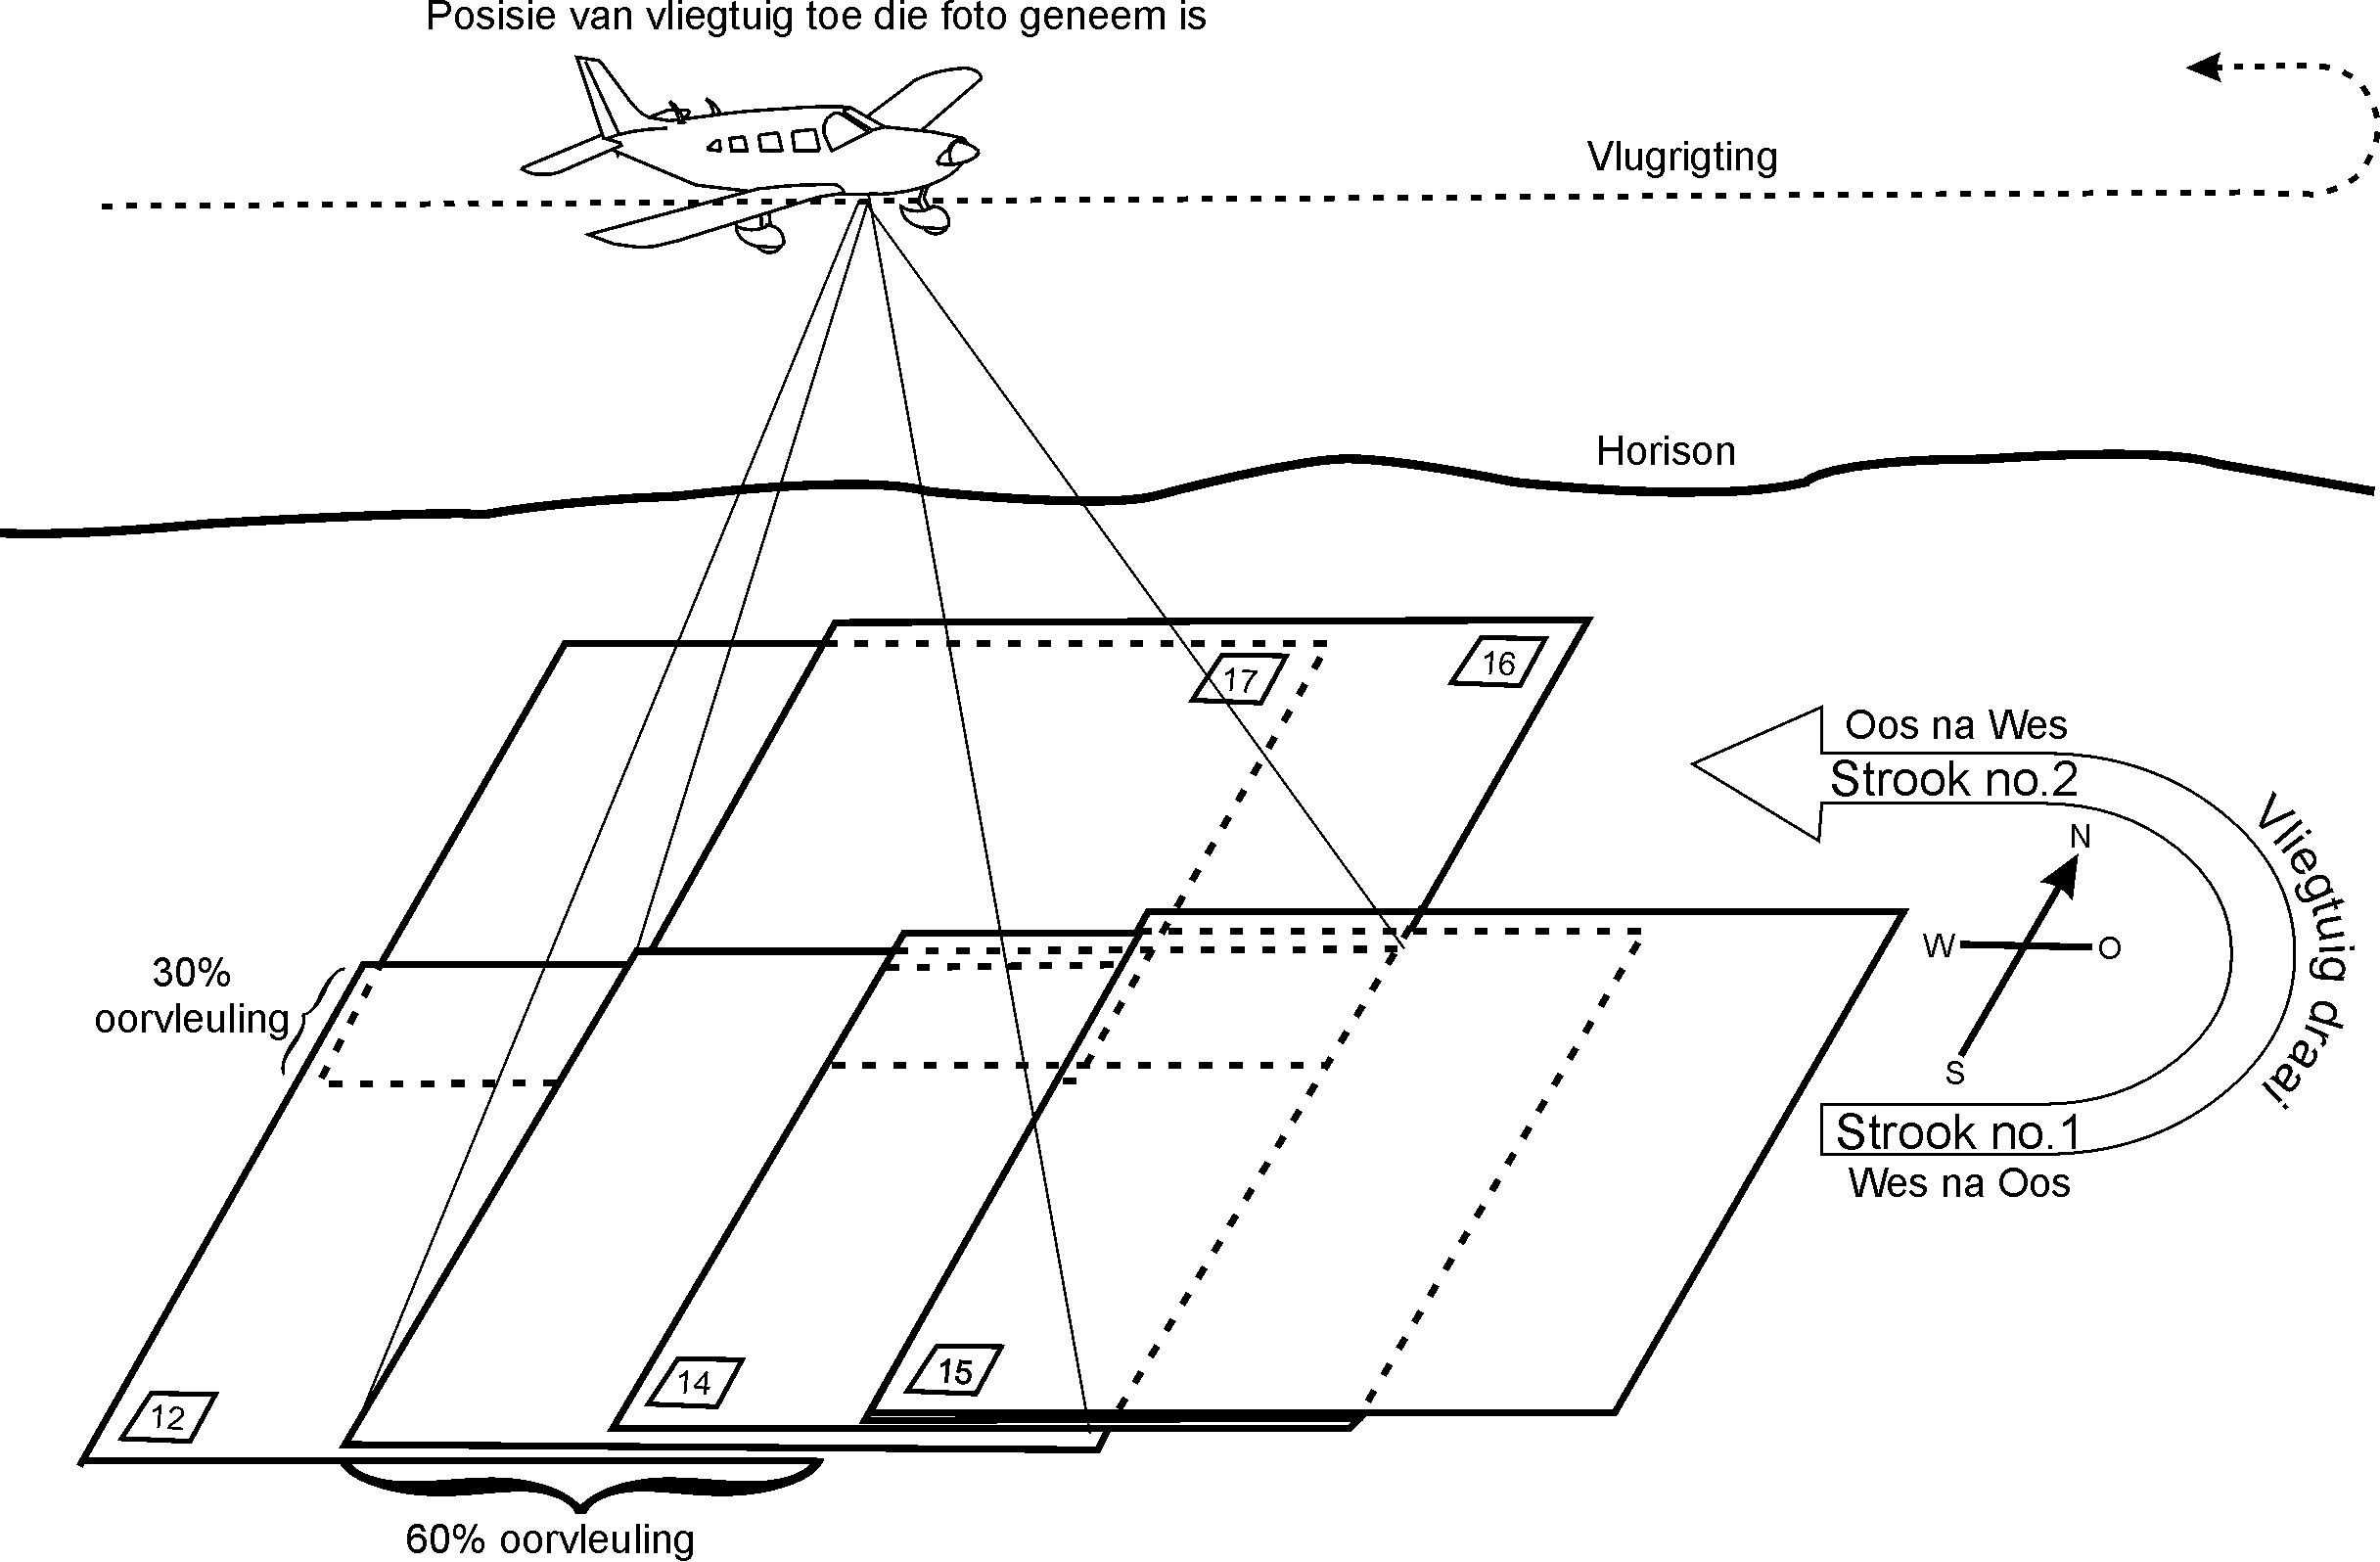 Posisie van vliegtuig toe die foto geneem is
Vlugrigting
Horison
17
16
Oos na Wes
Strook no.2
Vliegtuig draai
N
W
O
S
30%
oorvleuling
Strook no.1
Wes na Oos
12
14
15
60% oorvleuling